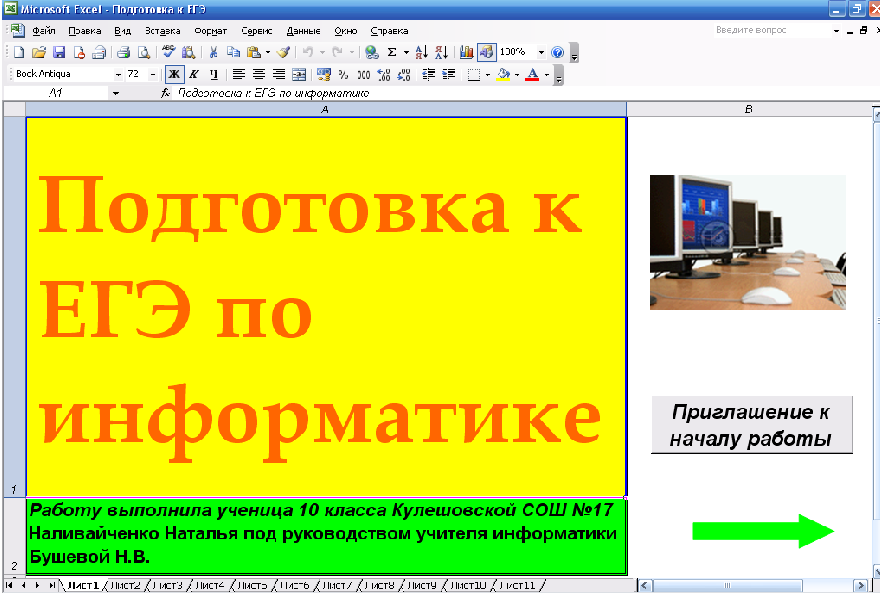 Microsoft Excel - Подготовка к ЕГЭ
Файл Правка Вид Вставка Формат Сервис Данные Окно Справка
Введите вопрос
100%
Book Antiqua 72 Ж К Ч
A1 fx Подготовка к ЕГЭ по информатике
A B
Подготовка к
ЕГЭ по
информатике
Приглашение к
началу работы
1
Работу выполнила ученица 10 класса Кулешовской СОШ №17
Наливайченко Наталья под руководством учителя информатики
Бушевой Н.В.
2
Лист1 Лист2 Лист3 Лист4 Лист5 Лист6 Лист7 Лист8 Лист9 Лист10 Лист11